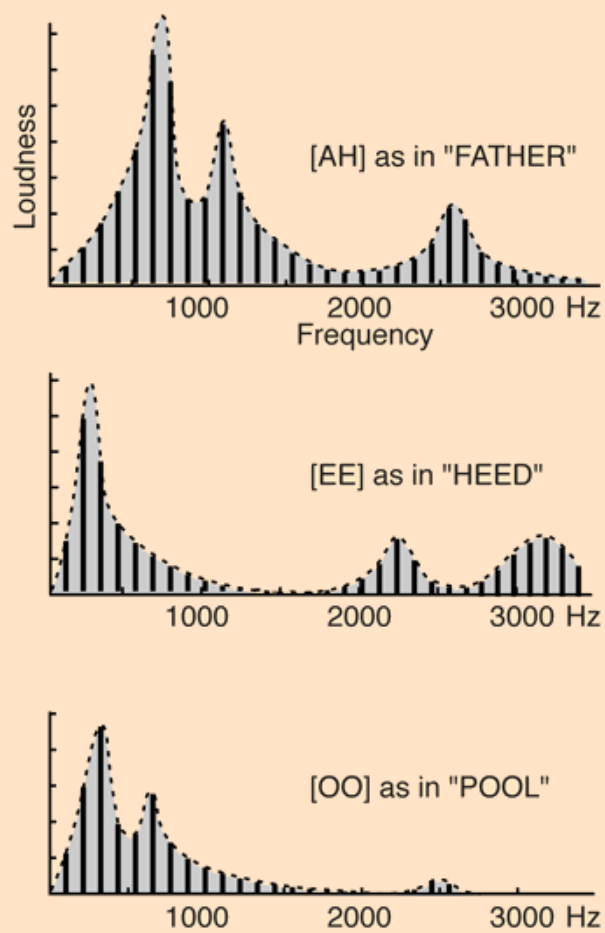 Loudness
[AH] as in "FATHER"
1000 2000 3000 Hz
Frequency
[EE] as in "HEED"
1000 2000 3000 Hz
[OO] as in "POOL"
1000 2000 3000 Hz